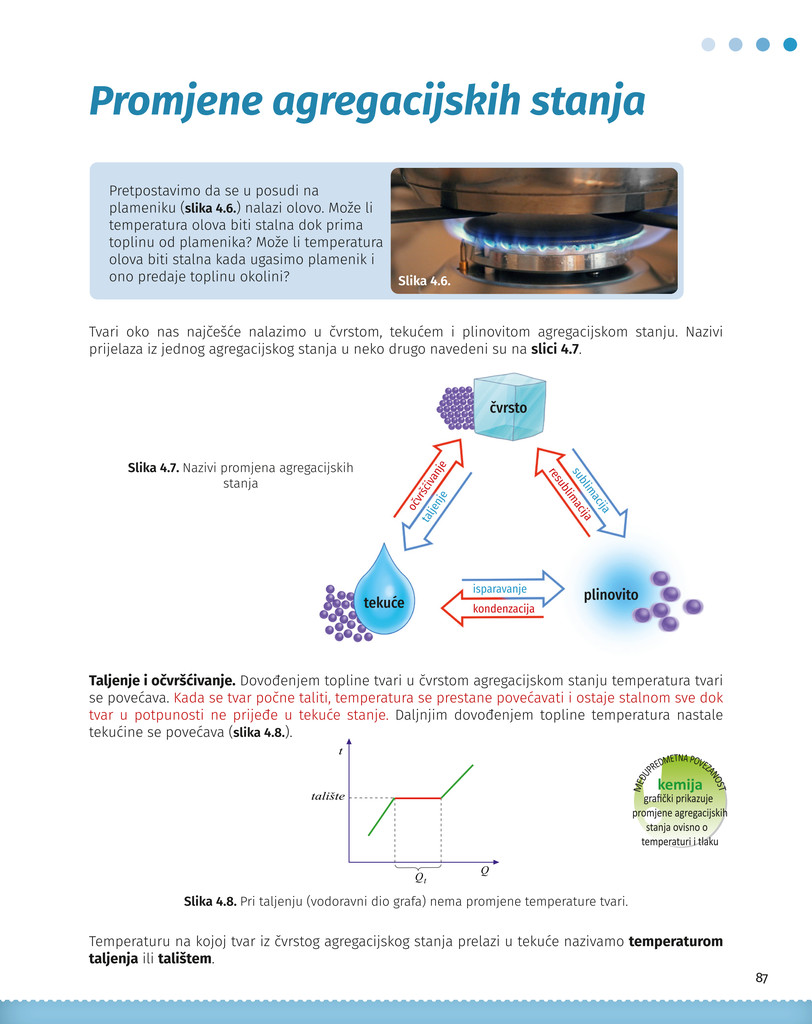 Promjene agregacijskih stanja
Pretpostavimo da se u posudi na
plameniku (slika 4.6.) nalazi olovo. Može li
temperatura olova biti stalna dok prima
toplinu od plamenika? Može li temperatura
olova biti stalna kada ugasimo plamenik i
ono predaje toplinu okolini?
Slika 4.6.
Tvari oko nas najčešće nalazimo u čvrstom, tekućem i plinovitom agregacijskom stanju. Nazivi
prijelaza iz jednog agregacijskog stanja u neko drugo navedeni su na slici 4.7.
čvrsto
Slika 4.7. Nazivi promjena agregacijskih
stanja
očvršćivanje
taljenje
sublimacija
resublimacija
tekuće
isparavanje
kondenzacija
plinovito
Taljenje i očvršćivanje. Dovođenjem topline tvari u čvrstom agregacijskom stanju temperatura tvari
se povećava. Kada se tvar počne taliti, temperatura se prestane povećavati i ostaje stalnom sve dok
tvar u potpunosti ne prijeđe u tekuće stanje. Daljnjim dovođenjem topline temperatura nastale
tekućine se povećava (slika 4.8.).
t
talište
Qt
Q
MEĐUPREDMETNA POVEZANOST
kemija
grafički prikazuje
promjene agregacijskih
stanja ovisno o
temperaturi i tlaku
Slika 4.8. Pri taljenju (vodoravni dio grafa) nema promjene temperature tvari.
Temperaturu na kojoj tvar iz čvrstog agregacijskog stanja prelazi u tekuće nazivamo temperaturom
taljenja ili talištem.
87